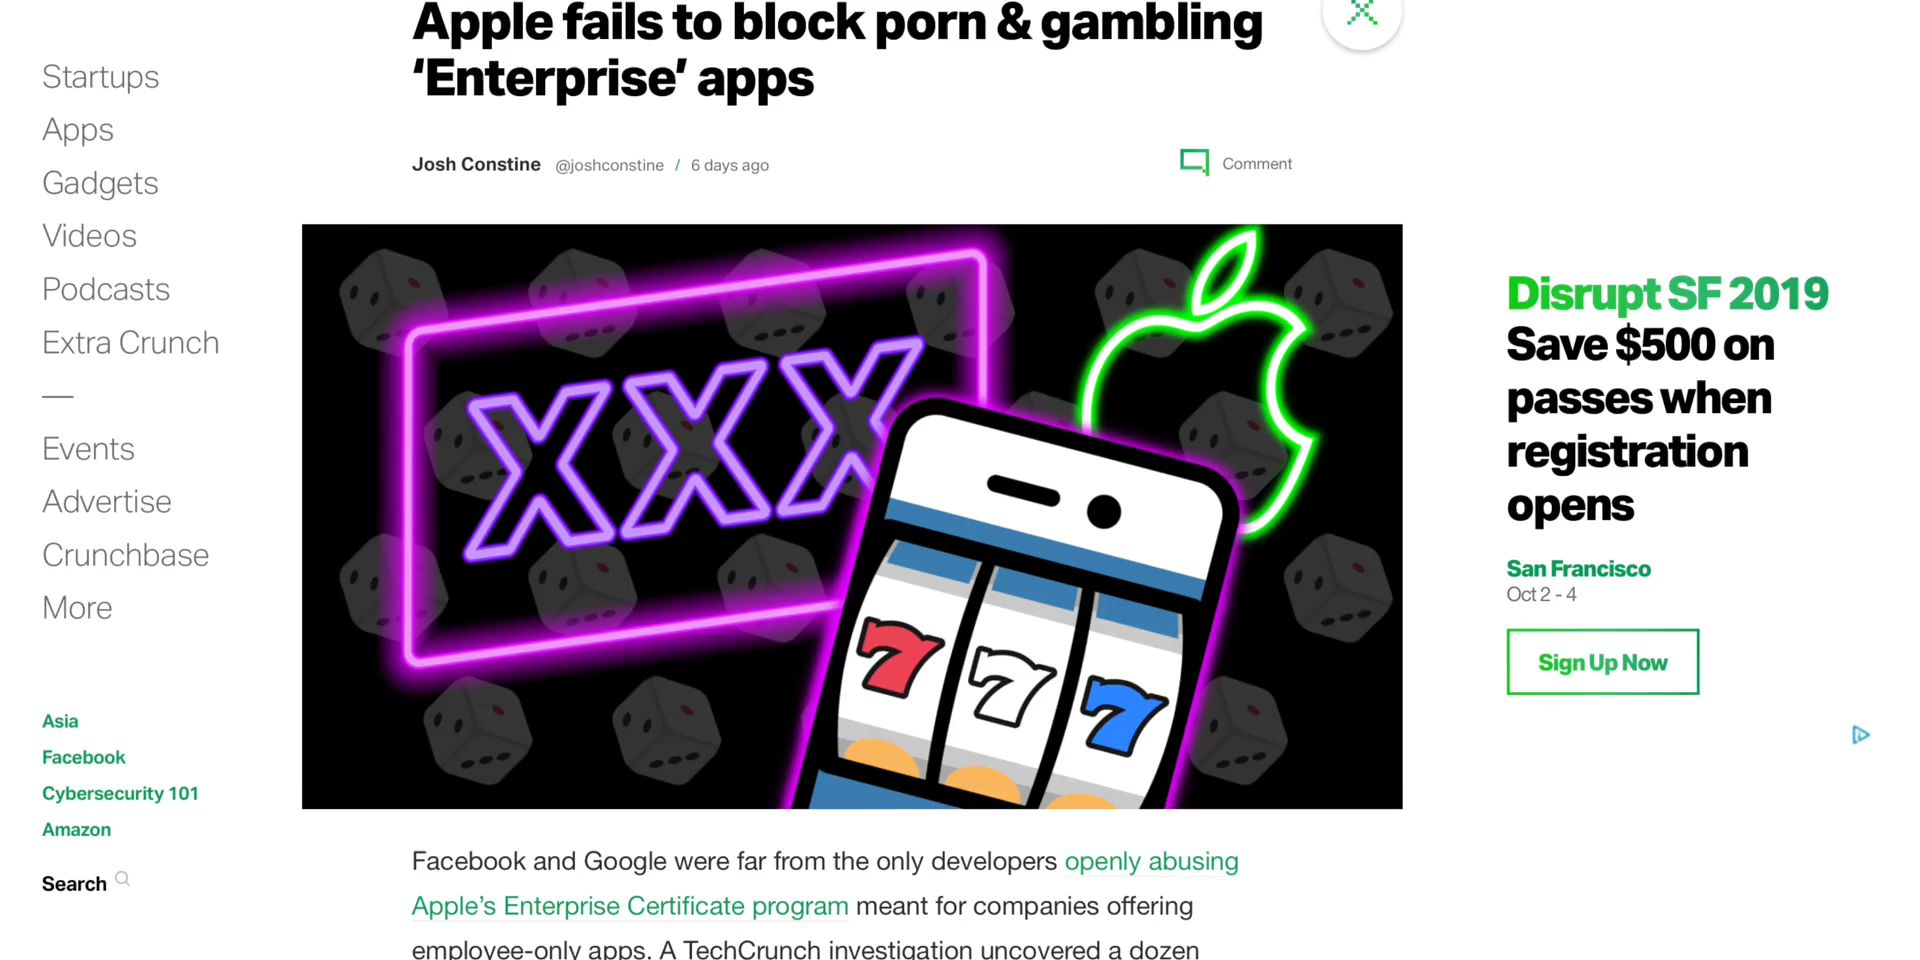 Apple fails to block porn & gambling
‘Enterprise’ apps
Josh Constine @joshconstine / 6 days ago
Comment
Startups
Apps
Gadgets
Videos
Podcasts
Extra Crunch
—
Events
Advertise
Crunchbase
More
Asia
Facebook
Cybersecurity 101
Amazon
Search
XXX
7 7 7
Facebook and Google were far from the only developers openly abusing
Apple’s Enterprise Certificate program meant for companies offering
employee-only apps. A TechCrunch investigation uncovered a dozen
Disrupt SF 2019
Save $500 on
passes when
registration
opens
San Francisco
Oct 2 - 4
Sign Up Now